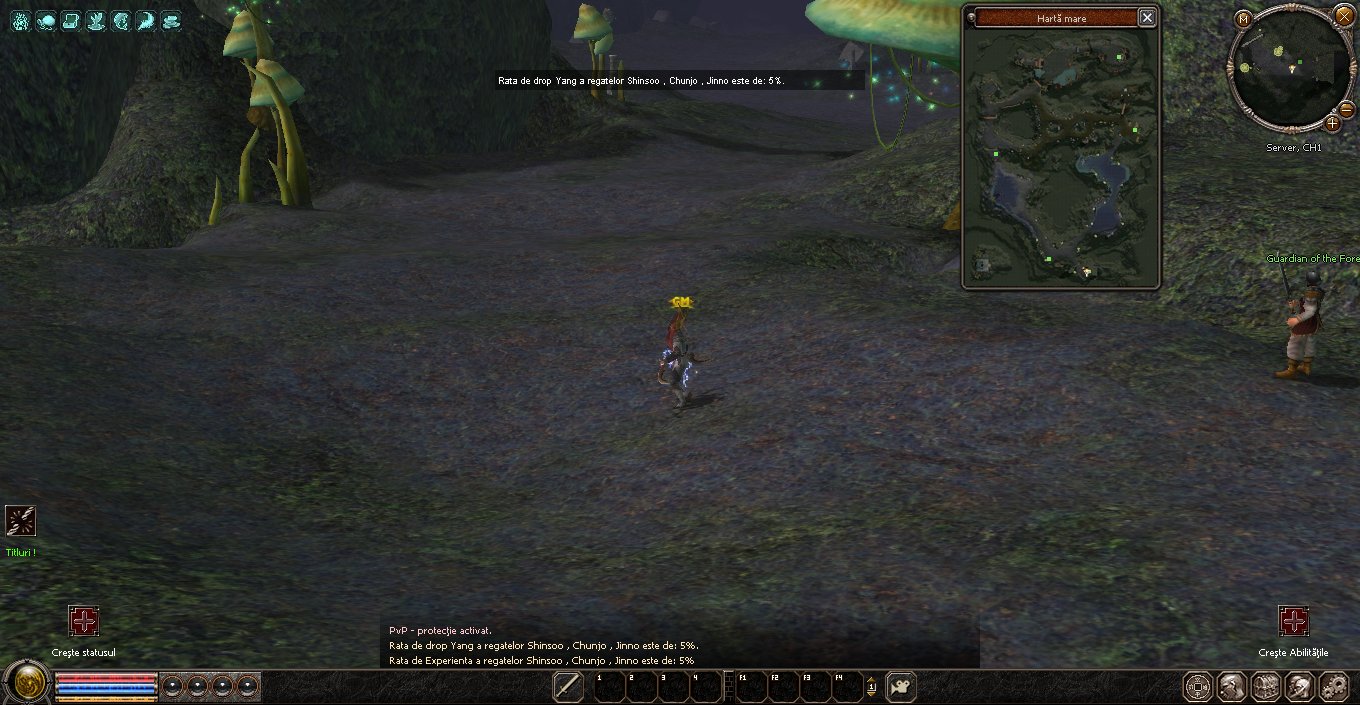 Hartă mare
M
Rata de drop Yang a regatelor Shinsoo , Chunjo , Jinno este de: 5%.
Server, CH1
Guardian of the Fore
GM
Titluri !
PvP - protecţie activat.
Rata de drop Yang a regatelor Shinsoo , Chunjo , Jinno este de: 5%.
Rata de Experienta a regatelor Shinsoo , Chunjo , Jinno este de: 5%
Creşte statusul
Creşte Abilităţile
1 2 3 4 F1 F2 F3 F4 1